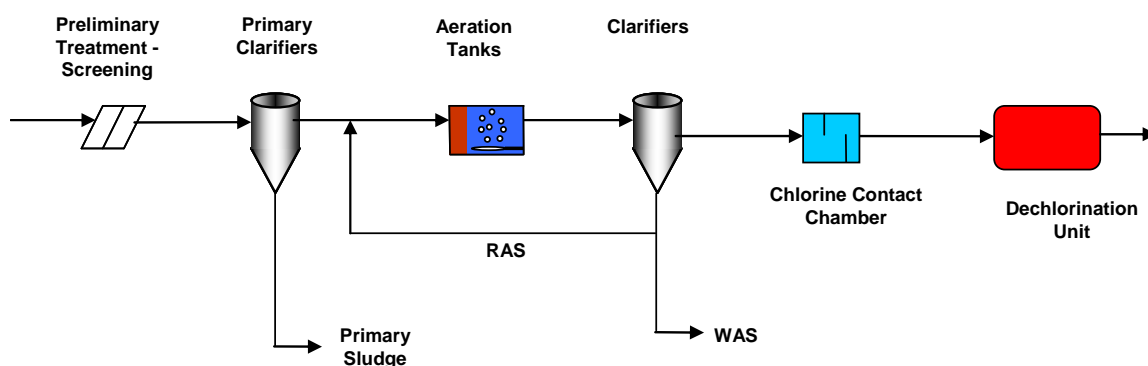 Preliminary
Treatment -
Screening
Primary
Clarifiers
Aeration
Tanks
Clarifiers
Chlorine Contact
Chamber
Dechlorination
Unit
RAS
Primary
Sludge
WAS